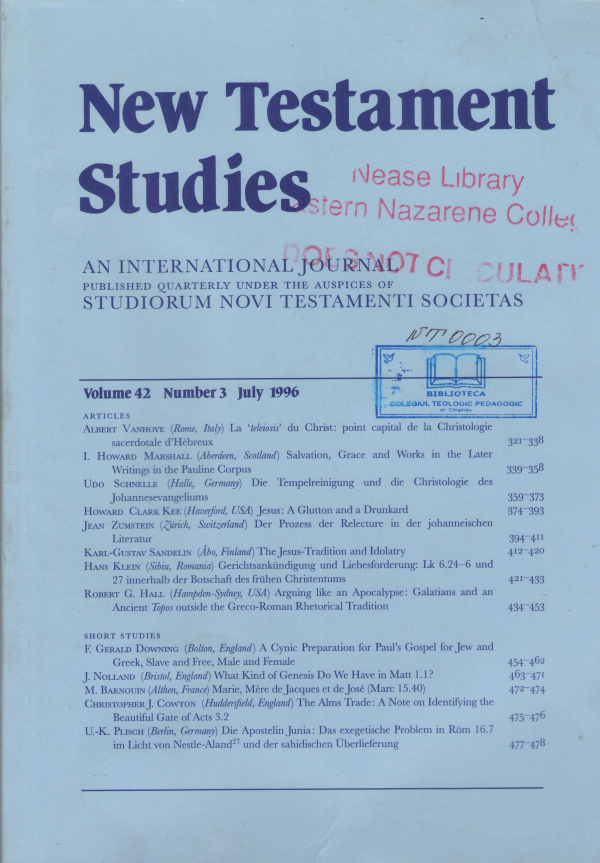 New Testament
Studies
Nease Library
stern Nazarene Colleg
DOES NOT CI CULATE
AN INTERNATIONAL JOURNAL
PUBLISHED QUARTERLY UNDER THE AUSPICES OF
STUDIORUM NOVI TESTAMENTI SOCIETAS
NT 0003
BIBLIOTECA
COLEGIUL TEOLOGIC PEDAGOGIC
or Chișinău
Volume 42 Number 3 July 1996
ARTICLES
ALBERT VANHOYE (Rome, Italy) La ‘teleiosis’ du Christ: point capital de la Christologie
sacerdotale d’Hébreux 321–338
I. HOWARD MARSHALL (Aberdeen, Scotland) Salvation, Grace and Works in the Later
Writings in the Pauline Corpus 339–358
UDO SCHNELLE (Halle, Germany) Die Tempelreinigung und die Christologie des
Johannesevangeliums 359–373
HOWARD CLARK KEE (Haverford, USA) Jesus: A Glutton and a Drunkard 374–393
JEAN ZUMSTEIN (Zürich, Switzerland) Der Prozess der Relecture in der johanneischen
Literatur 394–411
KARL-GUSTAV SANDELIN (Åbo, Finland) The Jesus-Tradition and Idolatry 412–420
HANS KLEIN (Sibiu, Romania) Gerichtsankündigung und Liebesforderung: Lk 6.24–6 und
27 innerhalb der Botschaft des frühen Christentums 421–433
ROBERT G. HALL (Hampden-Sydney, USA) Arguing like an Apocalypse: Galatians and an
Ancient Topos outside the Greco-Roman Rhetorical Tradition 434–453
SHORT STUDIES
F. GERALD DOWNING (Bolton, England) A Cynic Preparation for Paul’s Gospel for Jew and
Greek, Slave and Free, Male and Female 454–462
J. NOLLAND (Bristol, England) What Kind of Genesis Do We Have in Matt 1.1? 463–471
M. BARNOUIN (Althen, France) Marie, Mère de Jacques et de José (Marc 15.40) 472–474
CHRISTOPHER J. COWTON (Huddersfield, England) The Alms Trade: A Note on Identifying the
Beautiful Gate of Acts 3.2 475–476
U.-K. PLISCH (Berlin, Germany) Die Apostelin Junia: Das exegetische Problem in Röm 16.7
im Licht von Nestle-Aland²⁷ und der sahidischen Überlieferung 477–478